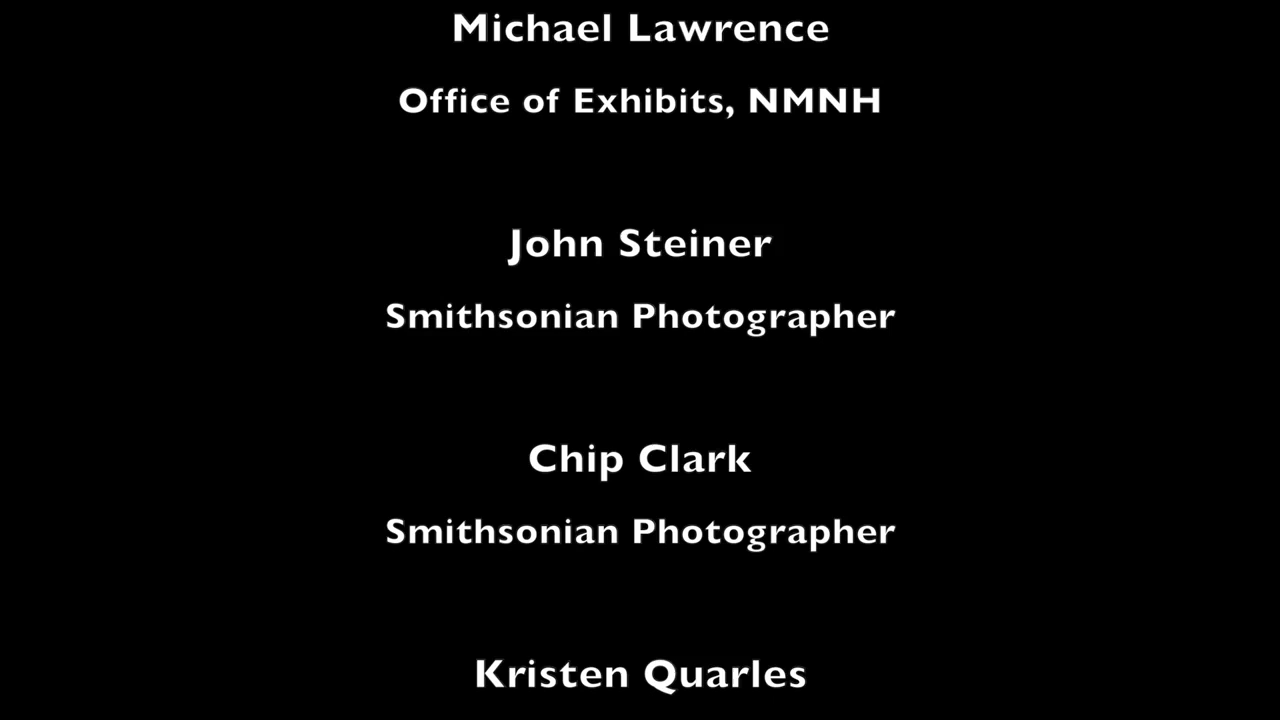 Michael Lawrence
Office of Exhibits, NMNH
John Steiner
Smithsonian Photographer
Chip Clark
Smithsonian Photographer
Kristen Quarles